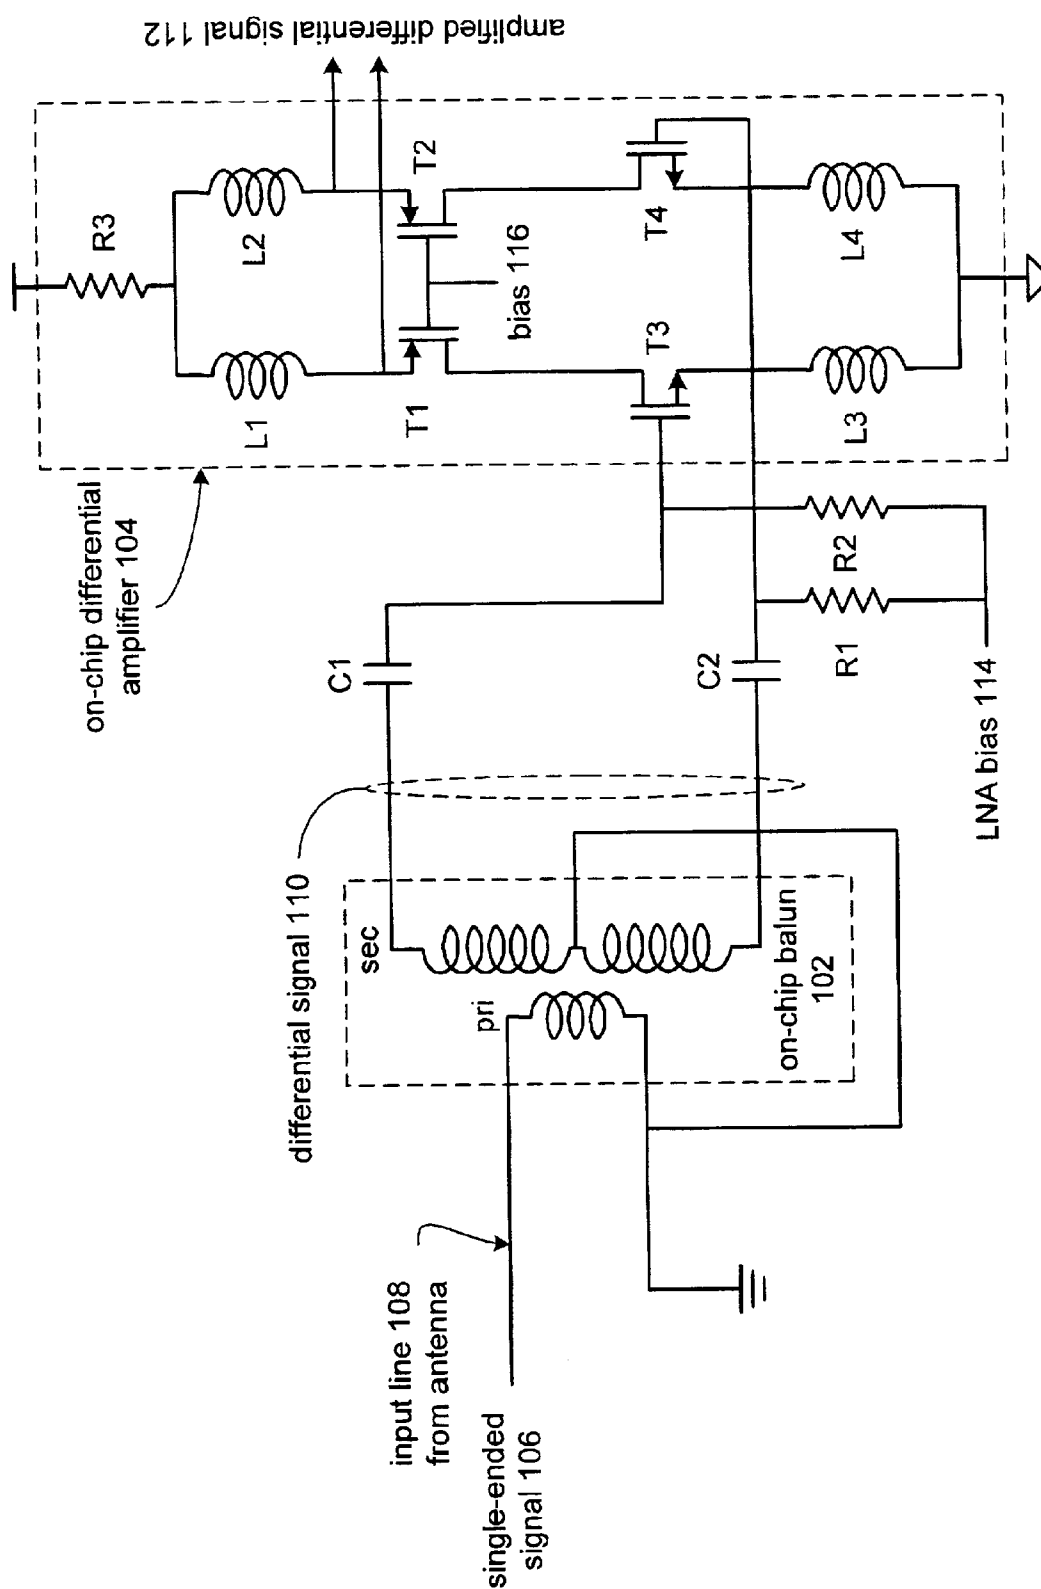 single-ended
signal 106
input line 108
from antenna
differential signal 110
pri
sec
on-chip balun
102
C1
C2
on-chip differential
amplifier 104
R1
R2
LNA bias 114
R3
L1
L2
T1
T2
bias 116
T3
T4
L3
L4
amplified differential signal 112